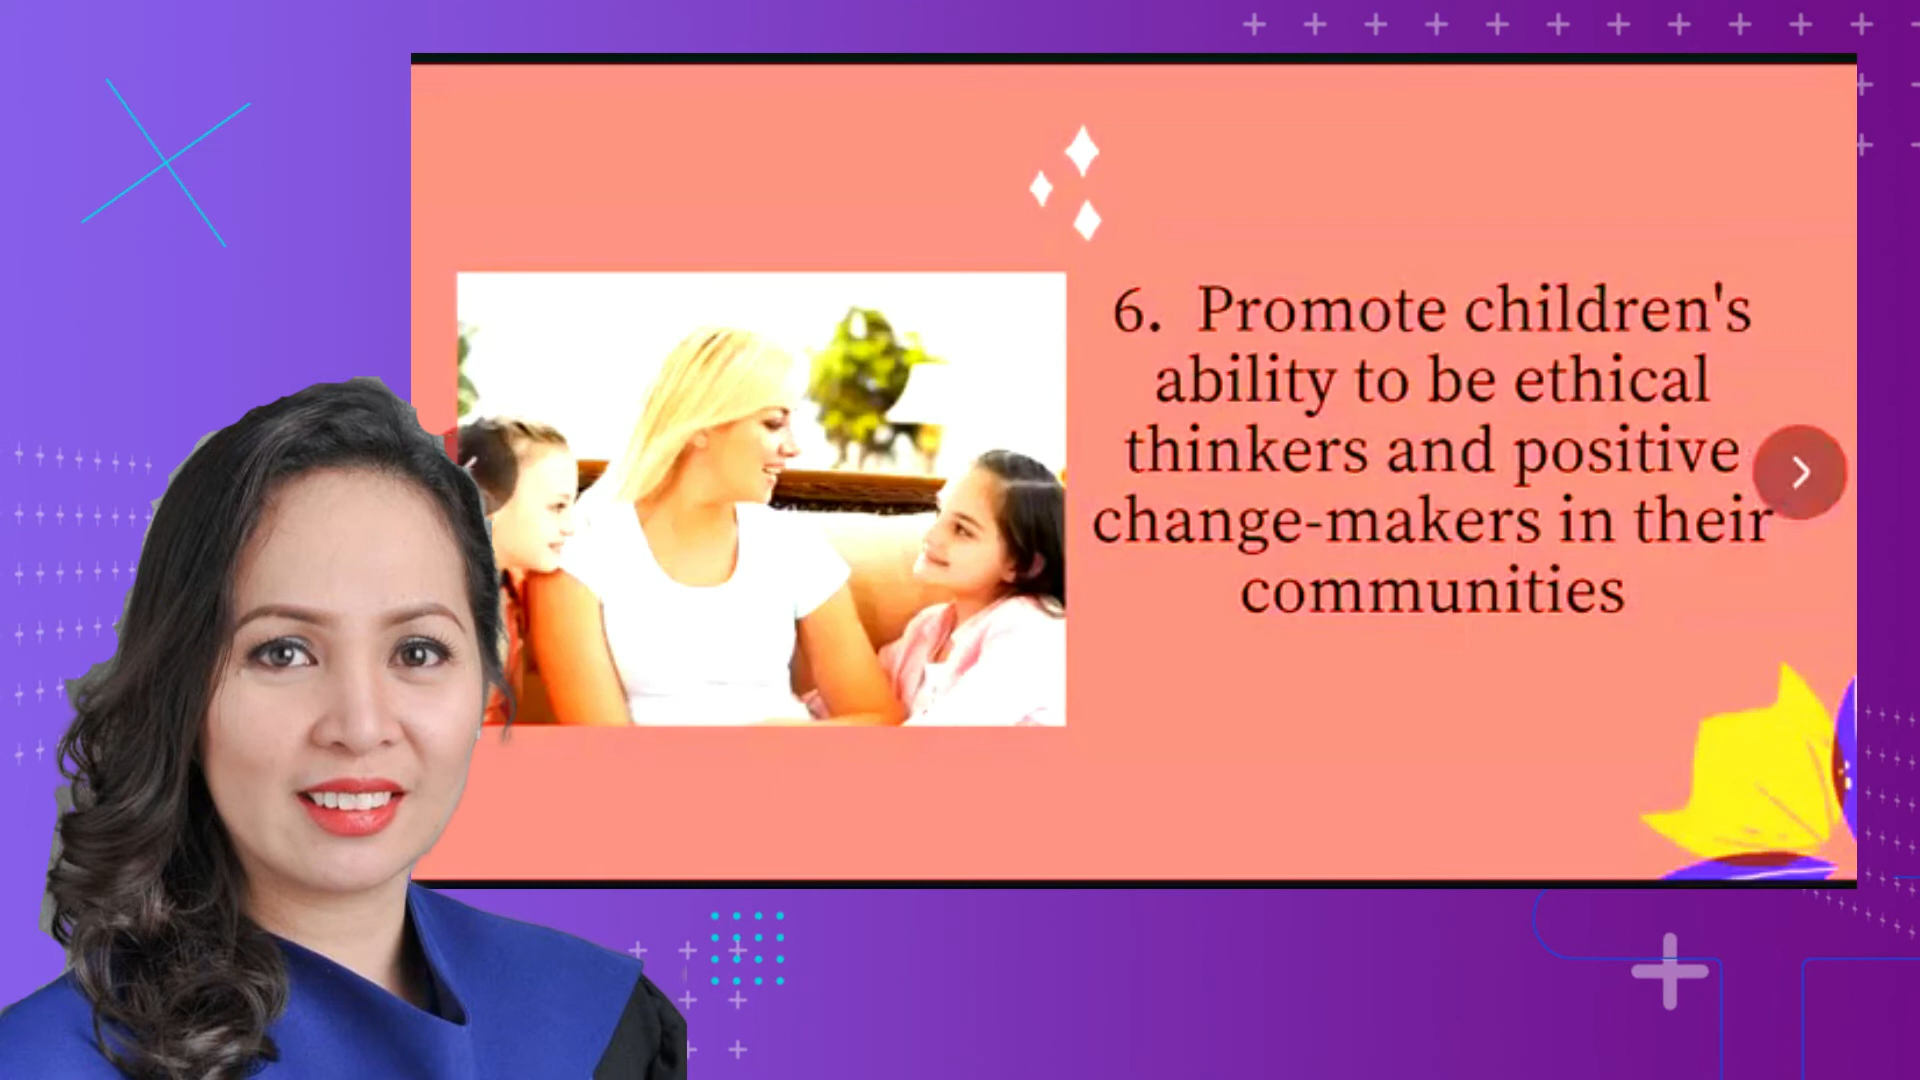 6. Promote children's
ability to be ethical
thinkers and positive
change-makers in their
communities